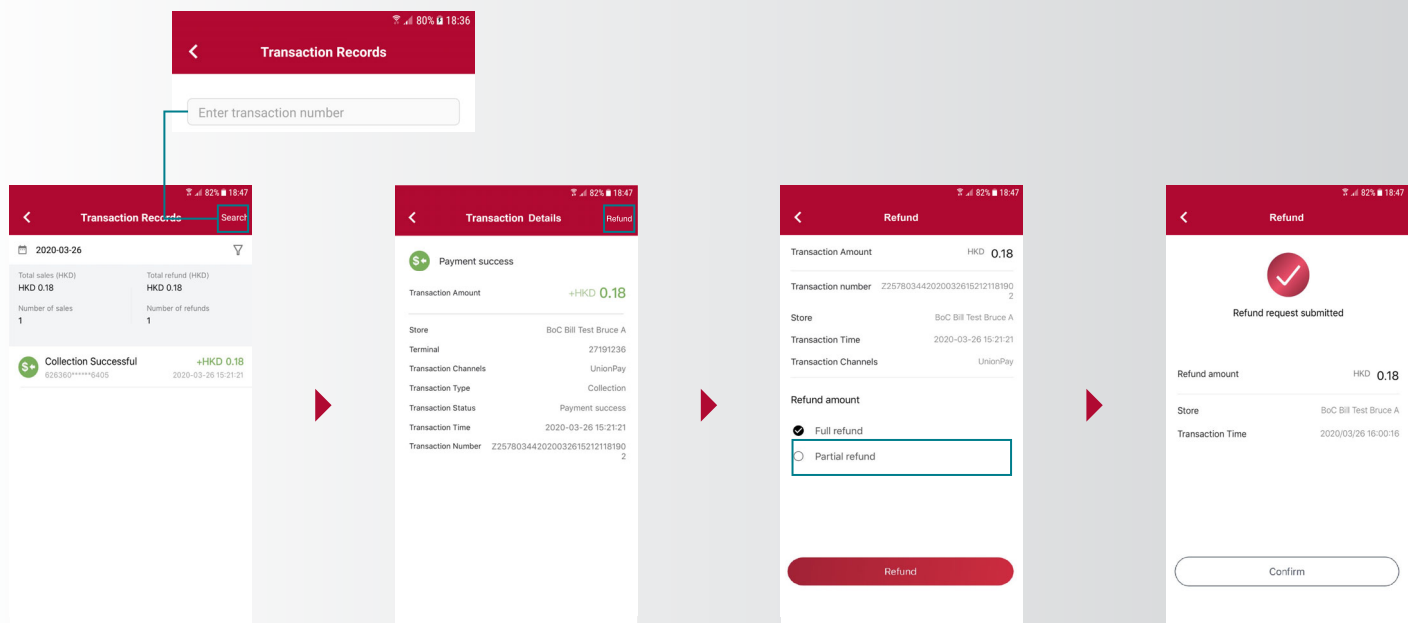 80% 18:36
Transaction Records
Enter transaction number
82% 18:47
Transaction Records Search
2020-03-26
Total sales (HKD) Total refund (HKD)
HKD 0.18 HKD 0.18
Number of sales Number of refunds
1 1
Collection Successful +HKD 0.18
626360******6405 2020-03-26 15:21:21
82% 18:47
Transaction Details Refund
Payment success
Transaction Amount +HKD 0.18
Store BoC Bill Test Bruce A
Terminal 27191236
Transaction Channels UnionPay
Transaction Type Collection
Transaction Status Payment success
Transaction Time 2020-03-26 15:21:21
Transaction Number Z257803442020032615212118190
2
82% 18:47
Refund
Transaction Amount HKD 0.18
Transaction number Z257803442020032615212118190
2
Store BoC Bill Test Bruce A
Transaction Time 2020-03-26 15:21:21
Transaction Channels UnionPay
Refund amount
Full refund
Partial refund
Refund
82% 18:47
Refund
Refund request submitted
Refund amount HKD 0.18
Store BoC Bill Test Bruce A
Transaction Time 2020/03/26 16:00:16
Confirm